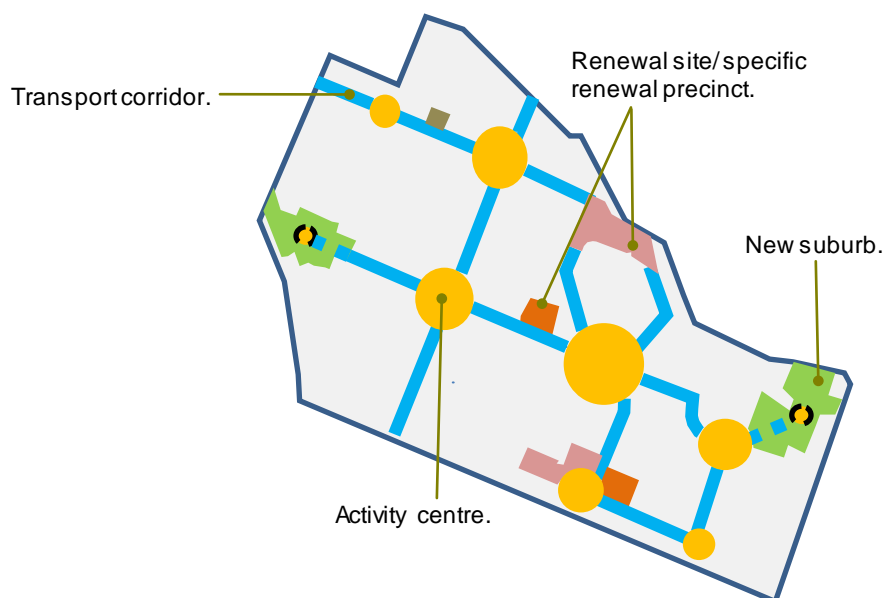 Renewal site/specific
renewal precinct.
Transport corridor.
New suburb.
Activity centre.